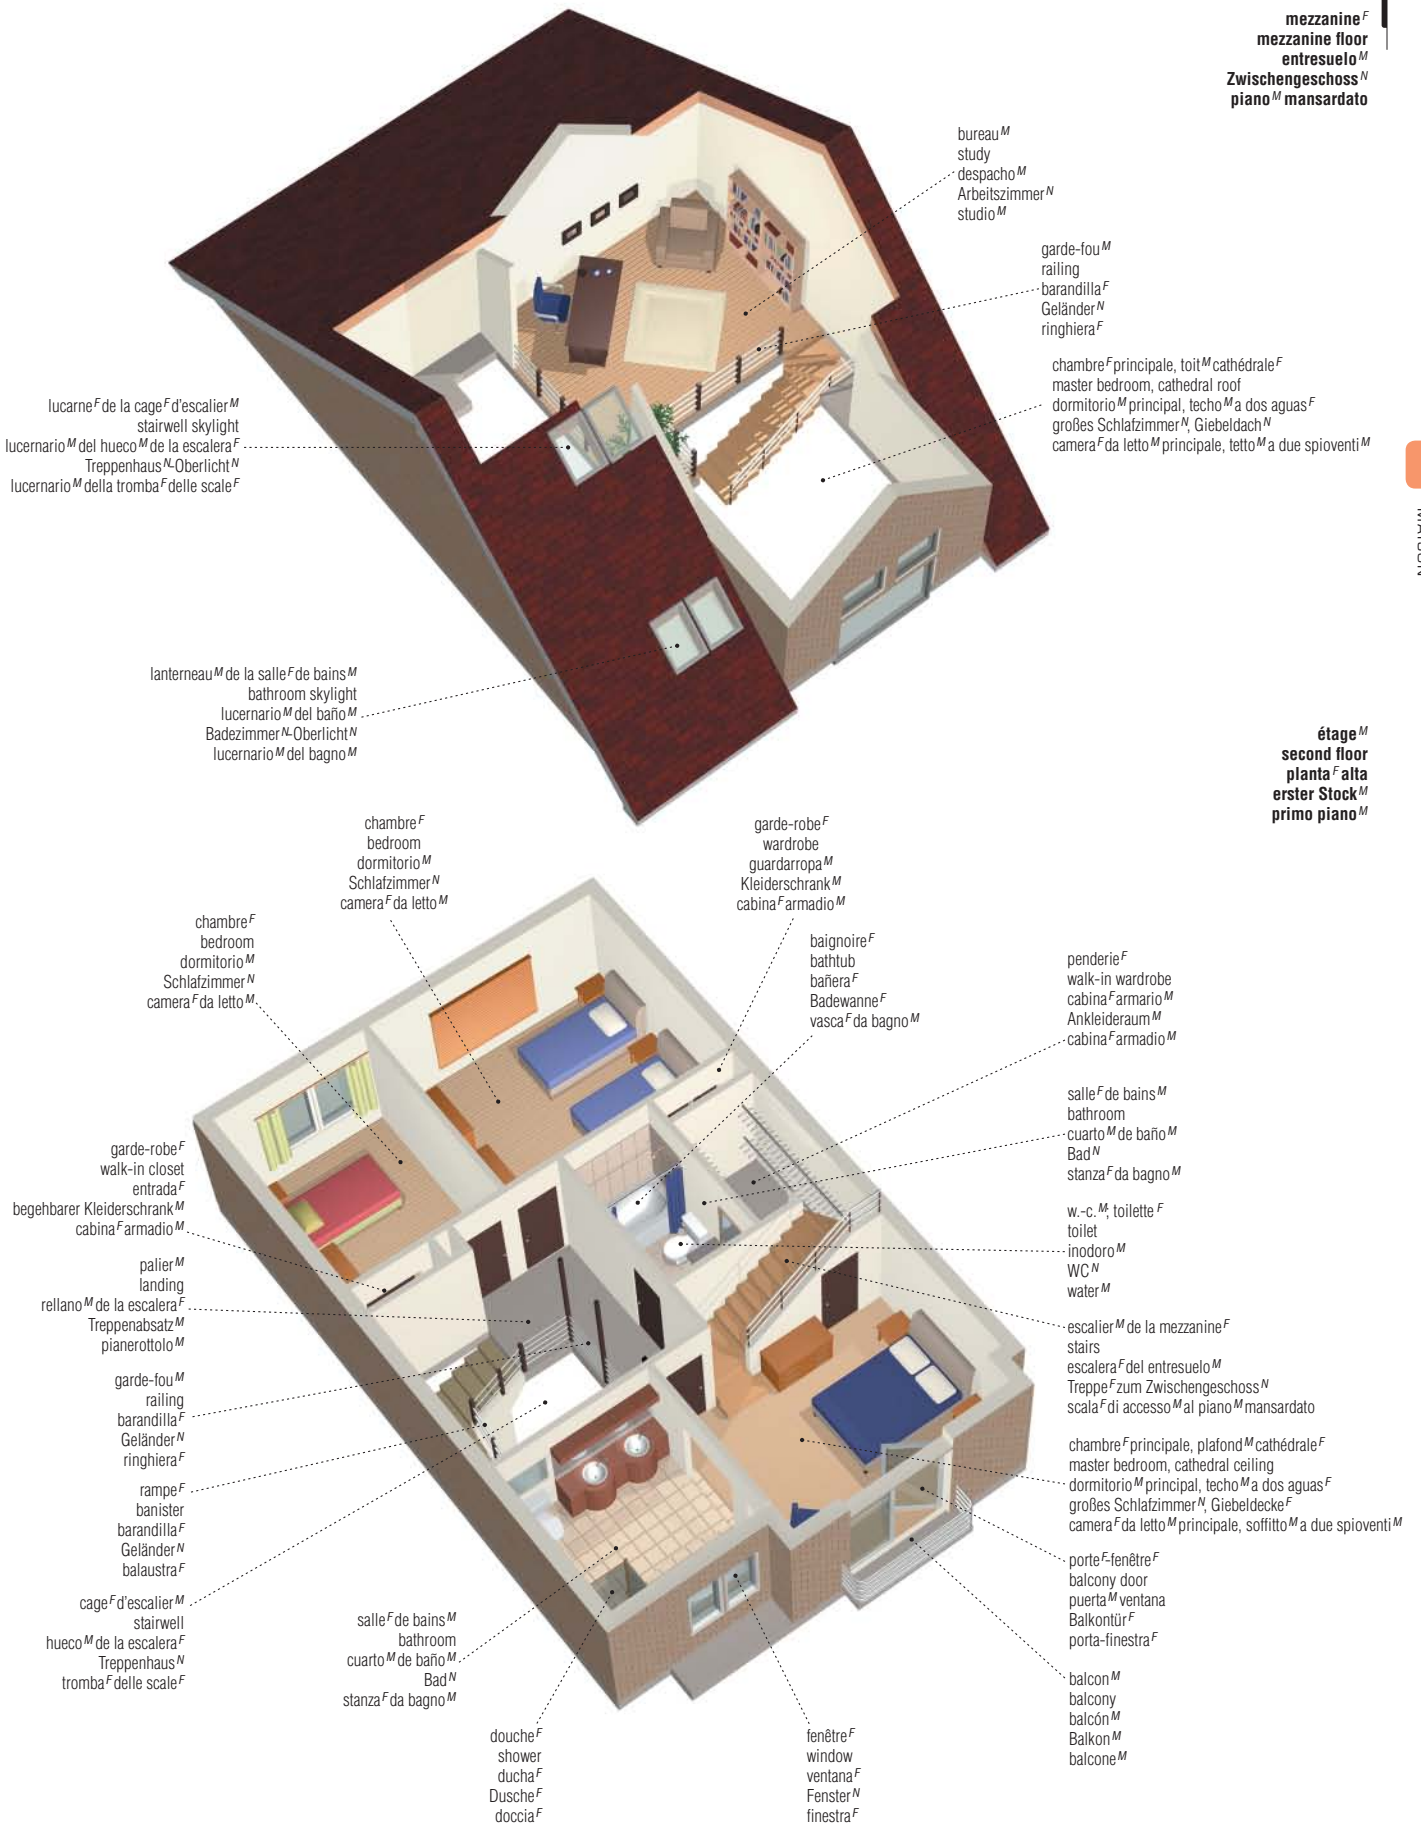 mezzanine F
mezzanine floor
entresuelo M
Zwischengeschoss N
piano M mansardato
bureau M
study
despacho M
Arbeitszimmer N
studio M
garde-fou M
railing
barandilla F
Geländer N
ringhiera F
chambre F principale, toit M cathédrale F
master bedroom, cathedral roof
dormitorio M principal, techo M a dos aguas F
großes Schlafzimmer N, Giebeldach N
camera F da letto M principale, tetto M a due spioventi M
lucarne F de la cage F d'escalier M
stairwell skylight
lucernario M del hueco M de la escalera F
Treppenhaus N-Oberlicht N
lucernario M della tromba F delle scale F
lanterneau M de la salle F de bains M
bathroom skylight
lucernario M del baño M
Badezimmer N-Oberlicht N
lucernario M del bagno M
étage M
second floor
planta F alta
erster Stock M
primo piano M
chambre F
bedroom
dormitorio M
Schlafzimmer N
camera F da letto M
garde-robe F
wardrobe
guardarropa M
Kleiderschrank M
cabina F armadio M
chambre F
bedroom
dormitorio M
Schlafzimmer N
camera F da letto M
baignoire F
bathtub
bañera F
Badewanne F
vasca F da bagno M
penderie F
walk-in wardrobe
cabina F armario M
Ankleideraum M
cabina F armadio M
salle F de bains M
bathroom
cuarto M de baño M
Bad N
stanza F da bagno M
garde-robe F
walk-in closet
entrada F
begehbarer Kleiderschrank M
cabina F armadio M
w.-c. M; toilette F
toilet
inodoro M
WC N
water M
palier M
landing
rellano M de la escalera F
Treppenabsatz M
pianerottolo M
escalier M de la mezzanine F
stairs
escalera F del entresuelo M
Treppe F zum Zwischengeschoss N
scala F di accesso M al piano M mansardato
garde-fou M
railing
barandilla F
Geländer N
ringhiera F
chambre F principale, plafond M cathédrale F
master bedroom, cathedral ceiling
dormitorio M principal, techo M a dos aguas F
großes Schlafzimmer N, Giebeldecke F
camera F da letto M principale, soffitto M a due spioventi M
rampe F
banister
barandilla F
Geländer N
balaustra F
porte F-fenêtre F
balcony door
puerta M ventana
Balkontür F
porta-finestra F
cage F d'escalier M
stairwell
hueco M de la escalera F
Treppenhaus N
tromba F delle scale F
salle F de bains M
bathroom
cuarto M de baño M
Bad N
stanza F da bagno M
balcon M
balcony
balcón M
Balkon M
balcone M
douche F
shower
ducha F
Dusche F
doccia F
fenêtre F
window
ventana F
Fenster N
finestra F